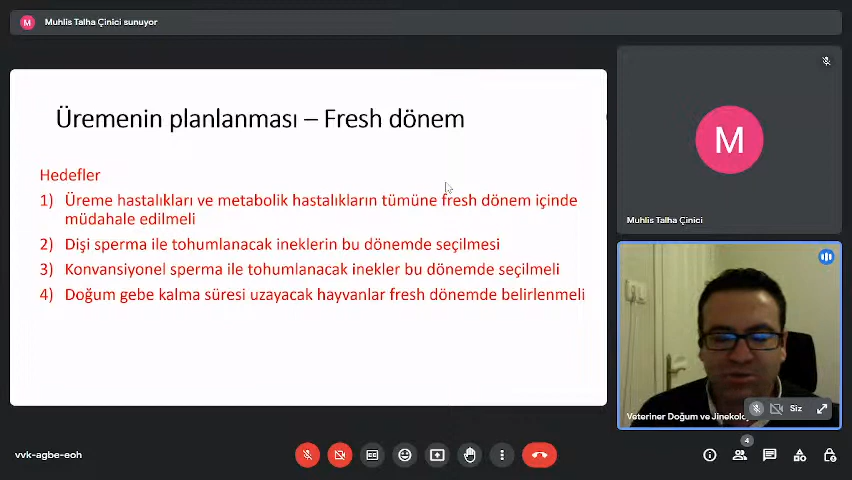 M
Muhlis Talha Çinici sunuyor
Üremenin planlanması – Fresh dönem
Hedefler
1) Üreme hastalıkları ve metabolik hastalıkların tümüne fresh dönem içinde
müdahale edilmeli
2) Dişi sperma ile tohumlanacak ineklerin bu dönemde seçilmesi
3) Konvansiyonel sperma ile tohumlanacak inekler bu dönemde seçilmeli
4) Doğum gebe kalma süresi uzayacak hayvanlar fresh dönemde belirlenmeli
M
Muhlis Talha Çinici
Veteriner Doğum ve Jinekoloj
Siz
vvk-agbe-eoh
4